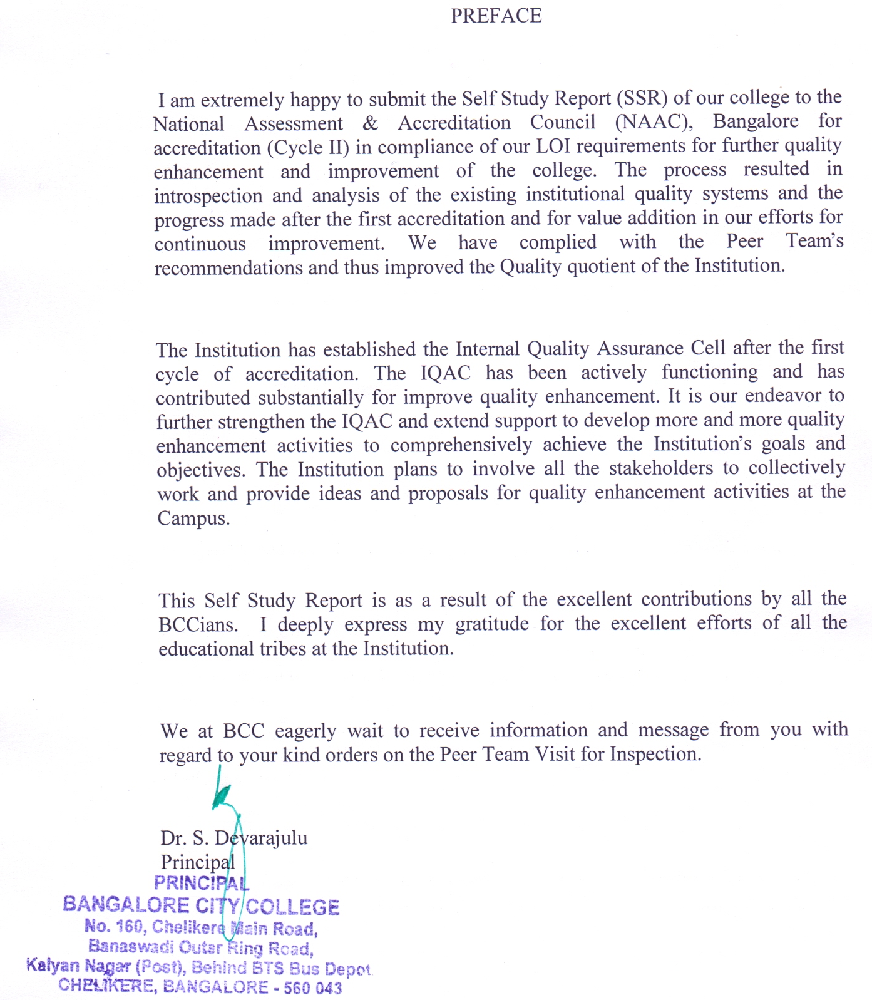 PREFACE
I am extremely happy to submit the Self Study Report (SSR) of our college to the
National Assessment & Accreditation Council (NAAC), Bangalore for
accreditation (Cycle II) in compliance of our LOI requirements for further quality
enhancement and improvement of the college. The process resulted in
introspection and analysis of the existing institutional quality systems and the
progress made after the first accreditation and for value addition in our efforts for
continuous improvement. We have complied with the Peer Team's
recommendations and thus improved the Quality quotient of the Institution.
The Institution has established the Internal Quality Assurance Cell after the first
cycle of accreditation. The IQAC has been actively functioning and has
contributed substantially for improve quality enhancement. It is our endeavor to
further strengthen the IQAC and extend support to develop more and more quality
enhancement activities to comprehensively achieve the Institution's goals and
objectives. The Institution plans to involve all the stakeholders to collectively
work and provide ideas and proposals for quality enhancement activities at the
Campus.
This Self Study Report is as a result of the excellent contributions by all the
BCCians. I deeply express my gratitude for the excellent efforts of all the
educational tribes at the Institution.
We at BCC eagerly wait to receive information and message from you with
regard to your kind orders on the Peer Team Visit for Inspection.
Dr. S. Devarajulu
Principal
PRINCIPAL
BANGALORE CITY COLLEGE
No. 160, Chelikere Main Road,
Banaswadi Outer Ring Road,
Kalyan Nagar (Post), Behind BTS Bus Depot
CHELIKERE, BANGALORE - 560 043